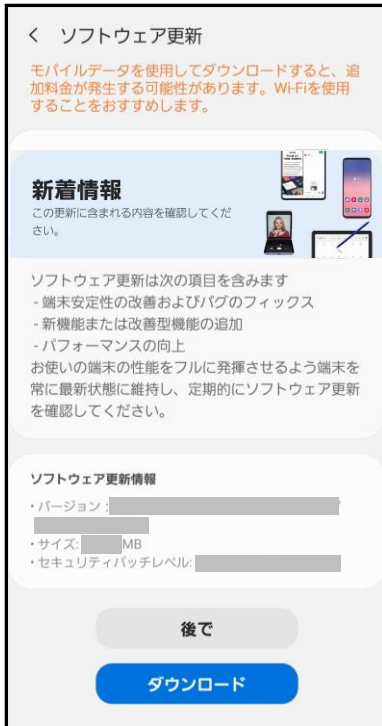 く ソフトウェア更新
モバイルデータを使用してダウンロードすると、追
加料金が発生する可能性があります。Wi-Fiを使用
することをおすすめします。
新着情報
この更新に含まれる内容を確認してくだ
さい。
ソフトウェア更新は次の項目を含みます
- 端末安定性の改善およびバグのフィックス
- 新機能または改善型機能の追加
- パフォーマンスの向上
お使いの端末の性能をフルに発揮させるよう端末を
常に最新状態に維持し、定期的にソフトウェア更新
を確認してください。
ソフトウェア更新情報
・バージョン :
・サイズ: MB
・セキュリティパッチレベル:
後で
ダウンロード